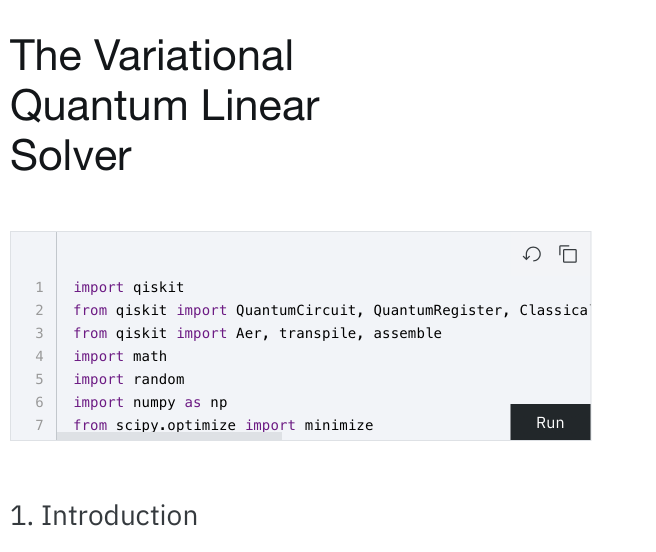 The Variational
Quantum Linear
Solver
1 import qiskit
2 from qiskit import QuantumCircuit, QuantumRegister,
3 from qiskit import Aer, transpile, assemble
4 import math
5 import random
6 import numpy as np
7 from scipy.optimize import minimize
Run
1. Introduction